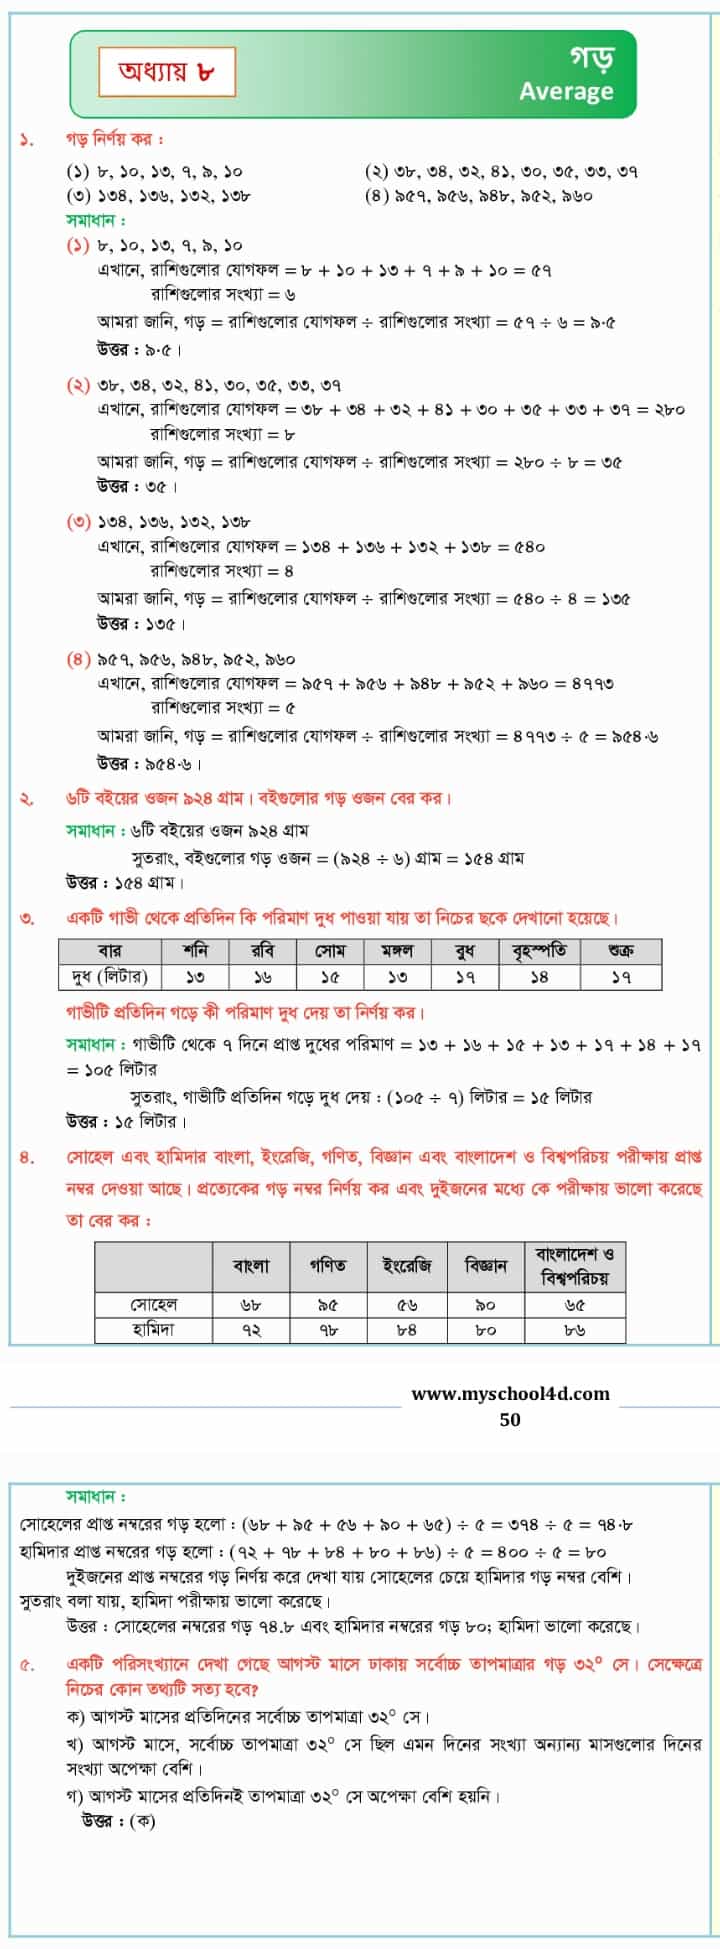 অধ্যায় ৮
গড়
Average
১. গড় নির্ণয় কর :
(১) ৮, ১০, ১৩, ৭, ৯, ১০ (২) ৩৮, ৩৪, ৩২, ৪১, ৩০, ৩৫, ৩৩, ৩৭
(৩) ১৩৪, ১৩৬, ১৩২, ১৩৮ (৪) ৯৫৭, ৯৫৬, ৯৪৮, ৯৫২, ৯৬০
সমাধান :
(১) ৮, ১০, ১৩, ৭, ৯, ১০
এখানে, রাশিগুলোর যোগফল = ৮ + ১০ + ১৩ + ৭ + ৯ + ১০ = ৫৭
রাশিগুলোর সংখ্যা = ৬
আমরা জানি, গড় = রাশিগুলোর যোগফল ÷ রাশিগুলোর সংখ্যা = ৫৭ ÷ ৬ = ৯·৫
উত্তর : ৯·৫।
(২) ৩৮, ৩৪, ৩২, ৪১, ৩০, ৩৫, ৩৩, ৩৭
এখানে, রাশিগুলোর যোগফল = ৩৮ + ৩৪ + ৩২ + ৪১ + ৩০ + ৩৫ + ৩৩ + ৩৭ = ২৮০
রাশিগুলোর সংখ্যা = ৮
আমরা জানি, গড় = রাশিগুলোর যোগফল ÷ রাশিগুলোর সংখ্যা = ২৮০ ÷ ৮ = ৩৫
উত্তর : ৩৫।
(৩) ১৩৪, ১৩৬, ১৩২, ১৩৮
এখানে, রাশিগুলোর যোগফল = ১৩৪ + ১৩৬ + ১৩২ + ১৩৮ = ৫৪০
রাশিগুলোর সংখ্যা = ৪
আমরা জানি, গড় = রাশিগুলোর যোগফল ÷ রাশিগুলোর সংখ্যা = ৫৪০ ÷ ৪ = ১৩৫
উত্তর : ১৩৫।
(৪) ৯৫৭, ৯৫৬, ৯৪৮, ৯৫২, ৯৬০
এখানে, রাশিগুলোর যোগফল = ৯৫৭ + ৯৫৬ + ৯৪৮ + ৯৫২ + ৯৬০ = ৪৭৭৩
রাশিগুলোর সংখ্যা = ৫
আমরা জানি, গড় = রাশিগুলোর যোগফল ÷ রাশিগুলোর সংখ্যা = ৪৭৭৩ ÷ ৫ = ৯৫৪·৬
উত্তর : ৯৫৪·৬।
২. ৬টি বইয়ের ওজন ৯২৪ গ্রাম। বইগুলোর গড় ওজন বের কর।
সমাধান : ৬টি বইয়ের ওজন ৯২৪ গ্রাম
সুতরাং, বইগুলোর গড় ওজন = (৯২৪ ÷ ৬) গ্রাম = ১৫৪ গ্রাম
উত্তর : ১৫৪ গ্রাম।
৩. একটি গাভী থেকে প্রতিদিন কি পরিমাণ দুধ পাওয়া যায় তা নিচের ছকে দেখানো হয়েছে।
বার শনি রবি সোম মঙ্গল বুধ বৃহস্পতি শুক্র
দুধ (লিটার) ১৩ ১৬ ১৫ ১৩ ১৭ ১৪ ১৭
গাভীটি প্রতিদিন গড়ে কী পরিমাণ দুধ দেয় তা নির্ণয় কর।
সমাধান : গাভীটি থেকে ৭ দিনে প্রাপ্ত দুধের পরিমাণ = ১৩ + ১৬ + ১৫ + ১৩ + ১৭ + ১৪ + ১৭
= ১০৫ লিটার
সুতরাং, গাভীটি প্রতিদিন গড়ে দুধ দেয় : (১০৫ ÷ ৭) লিটার = ১৫ লিটার
উত্তর : ১৫ লিটার।
৪. সোহেল এবং হামিদার বাংলা, ইংরেজি, গণিত, বিজ্ঞান এবং বাংলাদেশ ও বিশ্বপরিচয় পরীক্ষায় প্রাপ্ত
নম্বর দেওয়া আছে। প্রত্যেকের গড় নম্বর নির্ণয় কর এবং দুইজনের মধ্যে কে পরীক্ষায় ভালো করেছে
তা বের কর :
বাংলা গণিত ইংরেজি বিজ্ঞান বাংলাদেশ ও
বিশ্বপরিচয়
সোহেল ৬৮ ৯৫ ৫৬ ৯০ ৬৫
হামিদা ৭২ ৭৮ ৮৪ ৮০ ৮৬
www.myschool4d.com
50
সমাধান :
সোহেলের প্রাপ্ত নম্বরের গড় হলো : (৬৮ + ৯৫ + ৫৬ + ৯০ + ৬৫) ÷ ৫ = ৩৭৪ ÷ ৫ = ৭৪·৮
হামিদার প্রাপ্ত নম্বরের গড় হলো : (৭২ + ৭৮ + ৮৪ + ৮০ + ৮৬) ÷ ৫ = ৪০০ ÷ ৫ = ৮০
দুইজনের প্রাপ্ত নম্বরের গড় নির্ণয় করে দেখা যায় সোহেলের চেয়ে হামিদার গড় নম্বর বেশি।
সুতরাং বলা যায়, হামিদা পরীক্ষায় ভালো করেছে।
উত্তর : সোহেলের নম্বরের গড় ৭৪.৮ এবং হামিদার নম্বরের গড় ৮০; হামিদা ভালো করেছে।
৫. একটি পরিসংখ্যানে দেখা গেছে আগস্ট মাসে ঢাকায় সর্বোচ্চ তাপমাত্রার গড় ৩২° সে। সেক্ষেত্রে
নিচের কোন তথ্যটি সত্য হবে?
ক) আগস্ট মাসের প্রতিদিনের সর্বোচ্চ তাপমাত্রা ৩২° সে।
খ) আগস্ট মাসে, সর্বোচ্চ তাপমাত্রা ৩২° সে ছিল এমন দিনের সংখ্যা অন্যান্য মাসগুলোর দিনের
সংখ্যা অপেক্ষা বেশি।
গ) আগস্ট মাসের প্রতিদিনই তাপমাত্রা ৩২° সে অপেক্ষা বেশি হয়নি।
উত্তর : (ক)